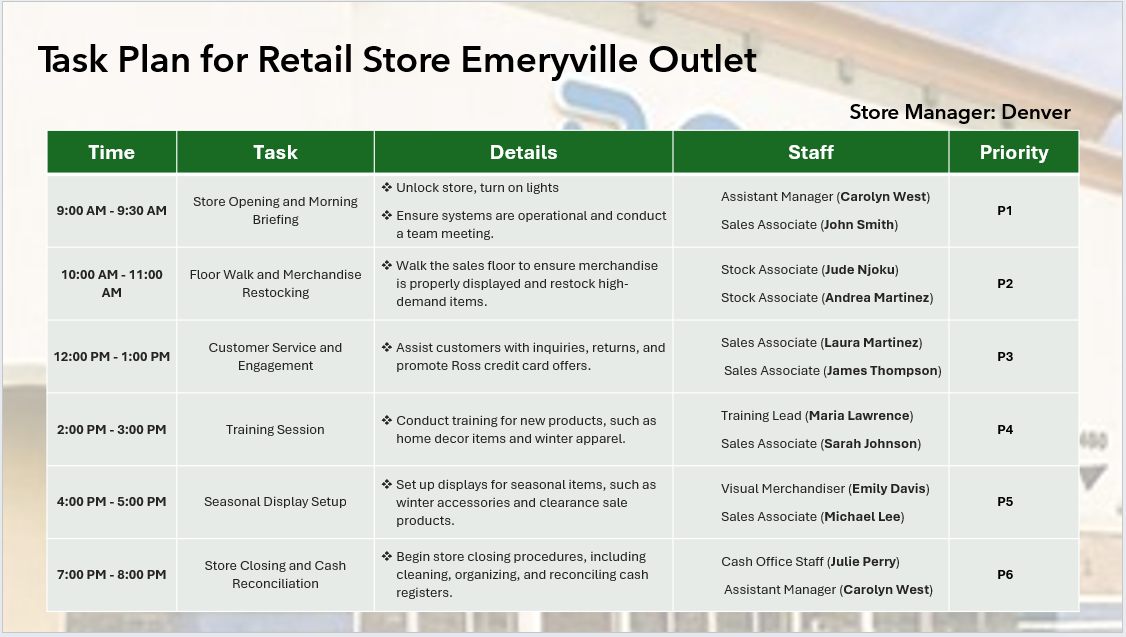 Task Plan for Retail Store Emeryville Outlet
Store Manager: Denver
Time Task Details Staff Priority
9:00 AM - 9:30 AM
Store Opening and Morning
Briefing
❖ Unlock store, turn on lights
❖ Ensure systems are operational and conduct
a team meeting.
Assistant Manager (Carolyn West)
Sales Associate (John Smith)
P1
10:00 AM - 11:00
AM
Floor Walk and Merchandise
Restocking
❖ Walk the sales floor to ensure merchandise
is properly displayed and restock high-
demand items.
Stock Associate (Jude Njoku)
Stock Associate (Andrea Martinez)
P2
12:00 PM - 1:00 PM
Customer Service and
Engagement
❖ Assist customers with inquiries, returns, and
promote Ross credit card offers.
Sales Associate (Laura Martinez)
Sales Associate (James Thompson)
P3
2:00 PM - 3:00 PM
Training Session
❖ Conduct training for new products, such as
home decor items and winter apparel.
Training Lead (Maria Lawrence)
Sales Associate (Sarah Johnson)
P4
4:00 PM - 5:00 PM
Seasonal Display Setup
❖ Set up displays for seasonal items, such as
winter accessories and clearance sale
products.
Visual Merchandiser (Emily Davis)
Sales Associate (Michael Lee)
P5
7:00 PM - 8:00 PM
Store Closing and Cash
Reconciliation
❖ Begin store closing procedures, including
cleaning, organizing, and reconciling cash
registers.
Cash Office Staff (Julie Perry)
Assistant Manager (Carolyn West)
P6